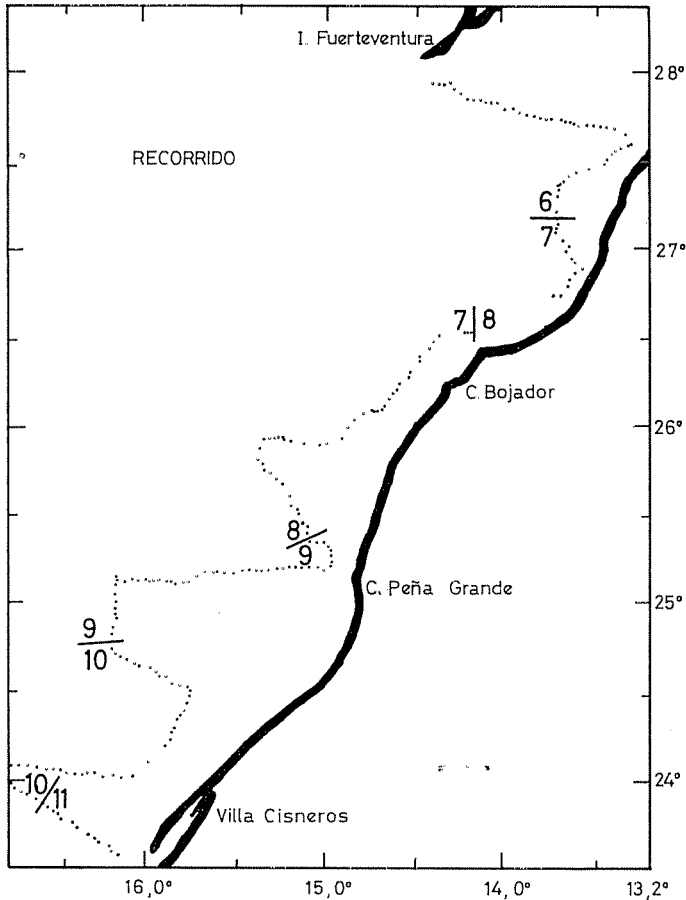 I. Fuerteventura
28°
RECORRIDO
6
7
27°
7 8
C. Bojador
26°
8
9
C. Peña Grande
25°
9
10
10/11
24°
Villa Cisneros
16,0° 15,0° 14,0° 13,2°